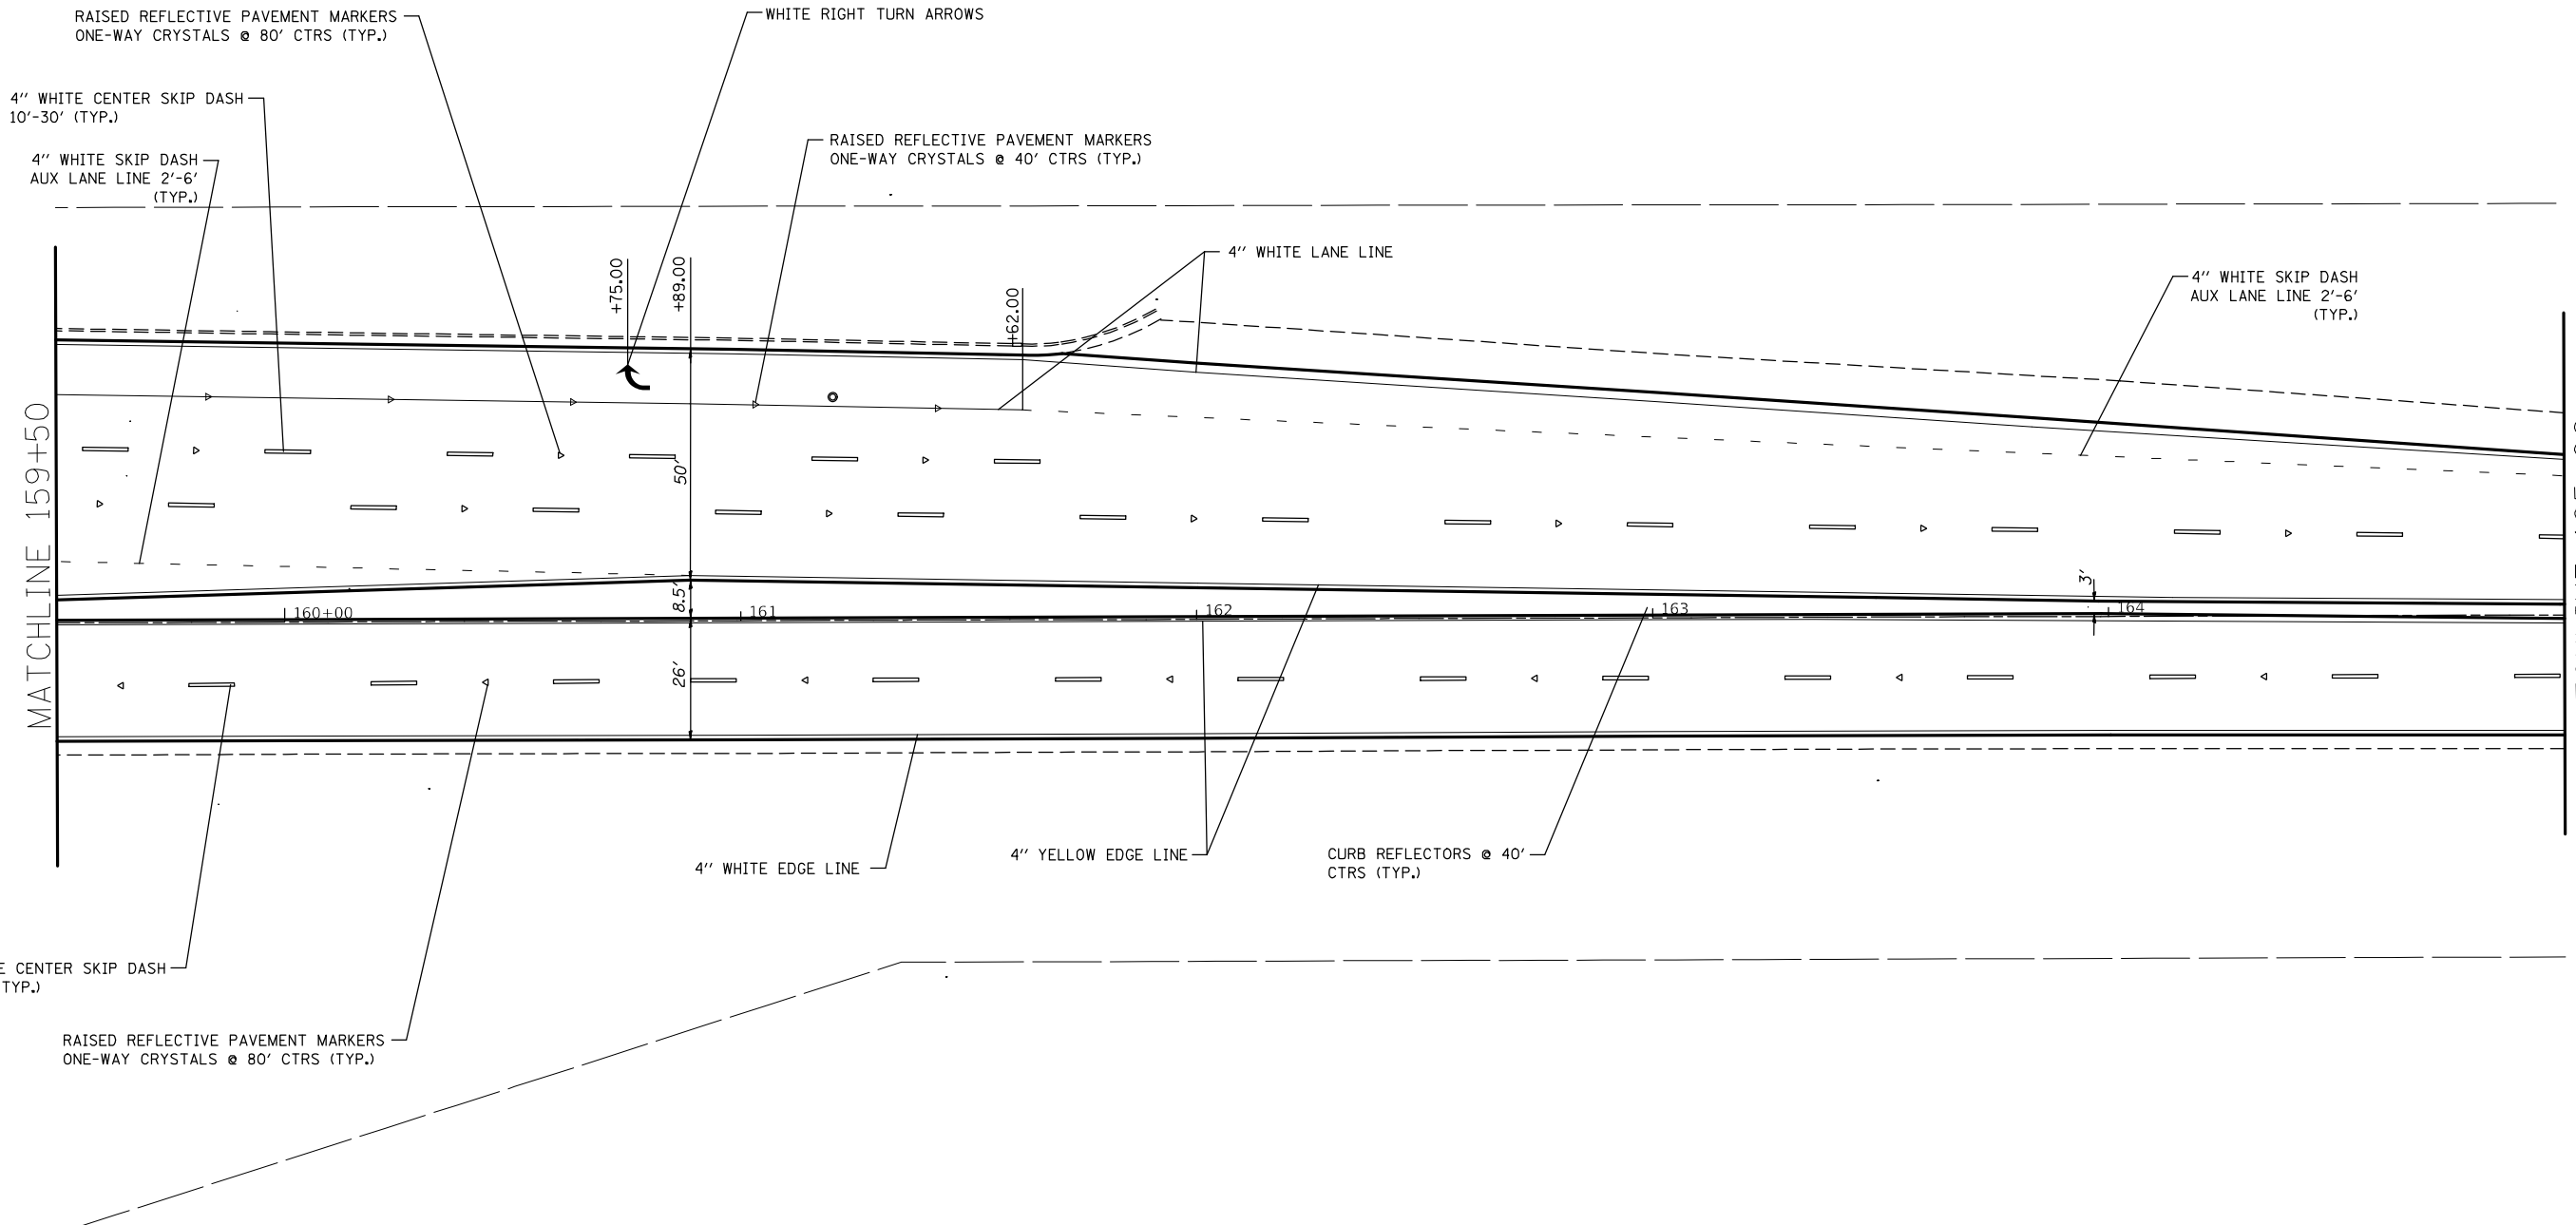 RAISED REFLECTIVE PAVEMENT MARKERS
ONE-WAY CRYSTALS @ 80' CTRS (TYP.)
WHITE RIGHT TURN ARROWS
4" WHITE CENTER SKIP DASH
10'-30' (TYP.)
4" WHITE SKIP DASH
AUX LANE LINE 2'-6'
(TYP.)
RAISED REFLECTIVE PAVEMENT MARKERS
ONE-WAY CRYSTALS @ 40' CTRS (TYP.)
4" WHITE LANE LINE
4" WHITE SKIP DASH
AUX LANE LINE 2'-6'
(TYP.)
+75.00
+89.00
+62.00
MATCHLINE 159+50
50'
8.5'
26'
3'
160+00
161
162
163
164
4" WHITE EDGE LINE
4" YELLOW EDGE LINE
CURB REFLECTORS @ 40'
CTRS (TYP.)
CENTER SKIP DASH
TYP.)
RAISED REFLECTIVE PAVEMENT MARKERS
ONE-WAY CRYSTALS @ 80' CTRS (TYP.)